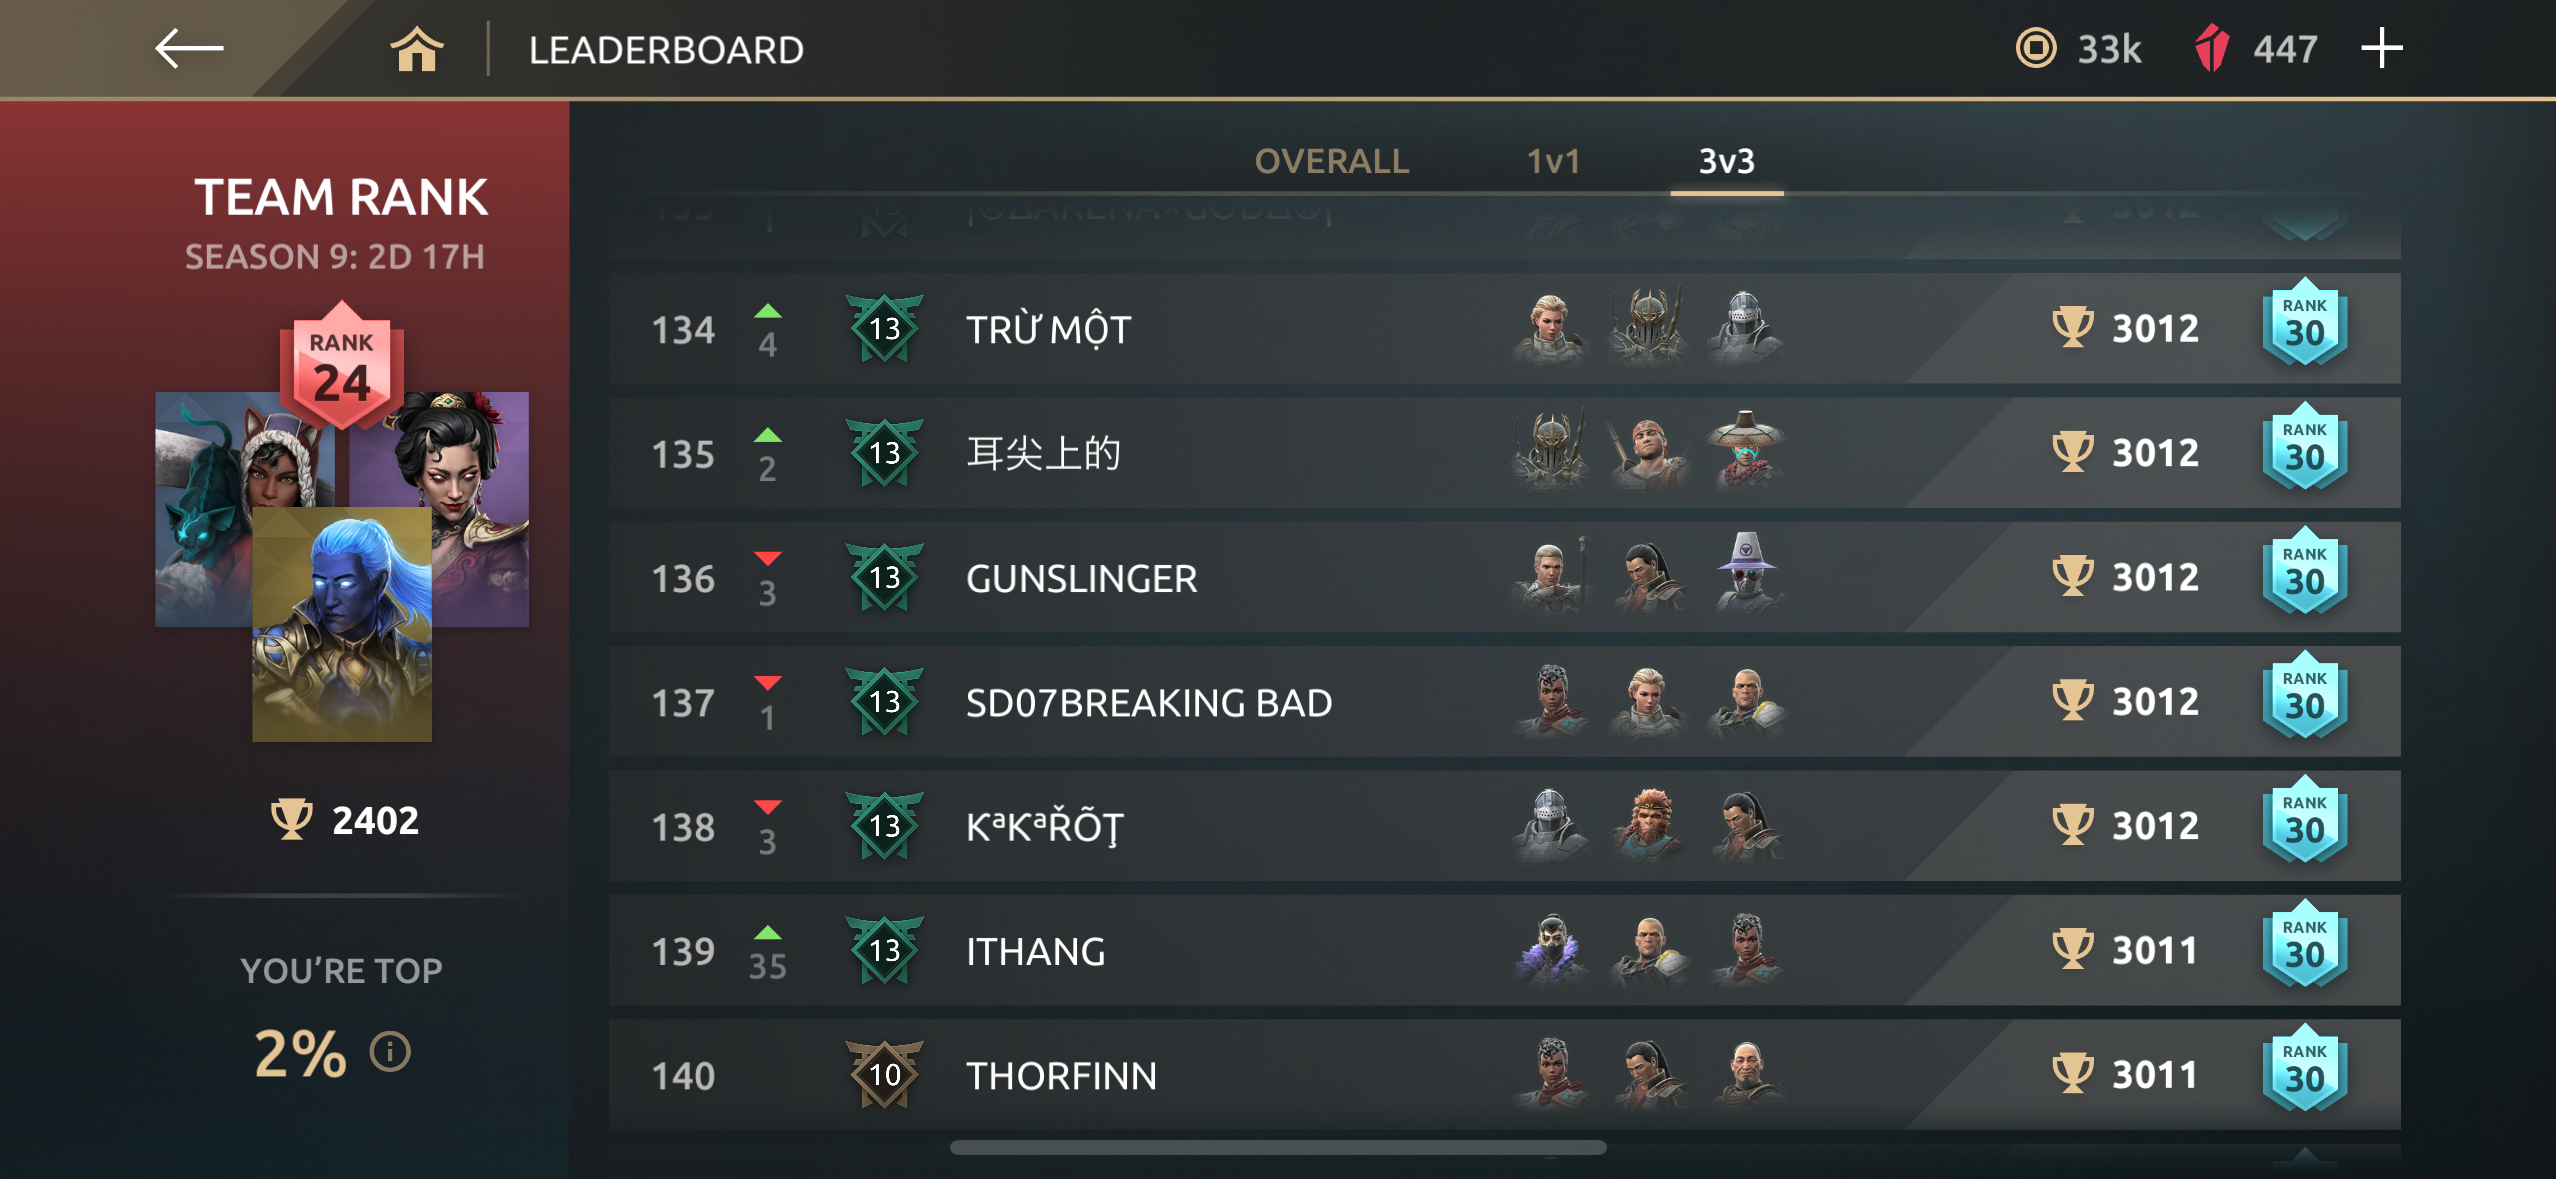 LEADERBOARD
33k 447
TEAM RANK
SEASON 9: 2D 17H
RANK
24
2402
YOU’RE TOP
2%
OVERALL 1v1 3v3
134 4 13 TRỪ MỘT 3012 RANK 30
135 2 13 耳尖上的 3012 RANK 30
136 3 13 GUNSLINGER 3012 RANK 30
137 1 13 SD07BREAKING BAD 3012 RANK 30
138 3 13 KªKªŘÕŢ 3012 RANK 30
139 35 13 ITHANG 3011 RANK 30
140 10 THORFINN 3011 RANK 30